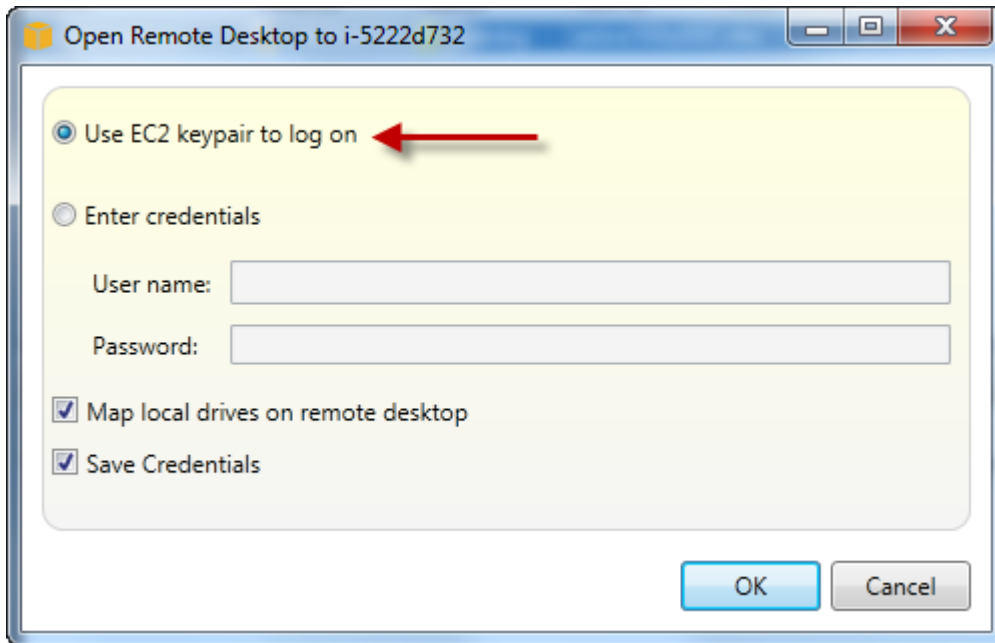 Open Remote Desktop to i-5222d732
Use EC2 keypair to log on
Enter credentials
User name:
Password:
Map local drives on remote desktop
Save Credentials
OK Cancel